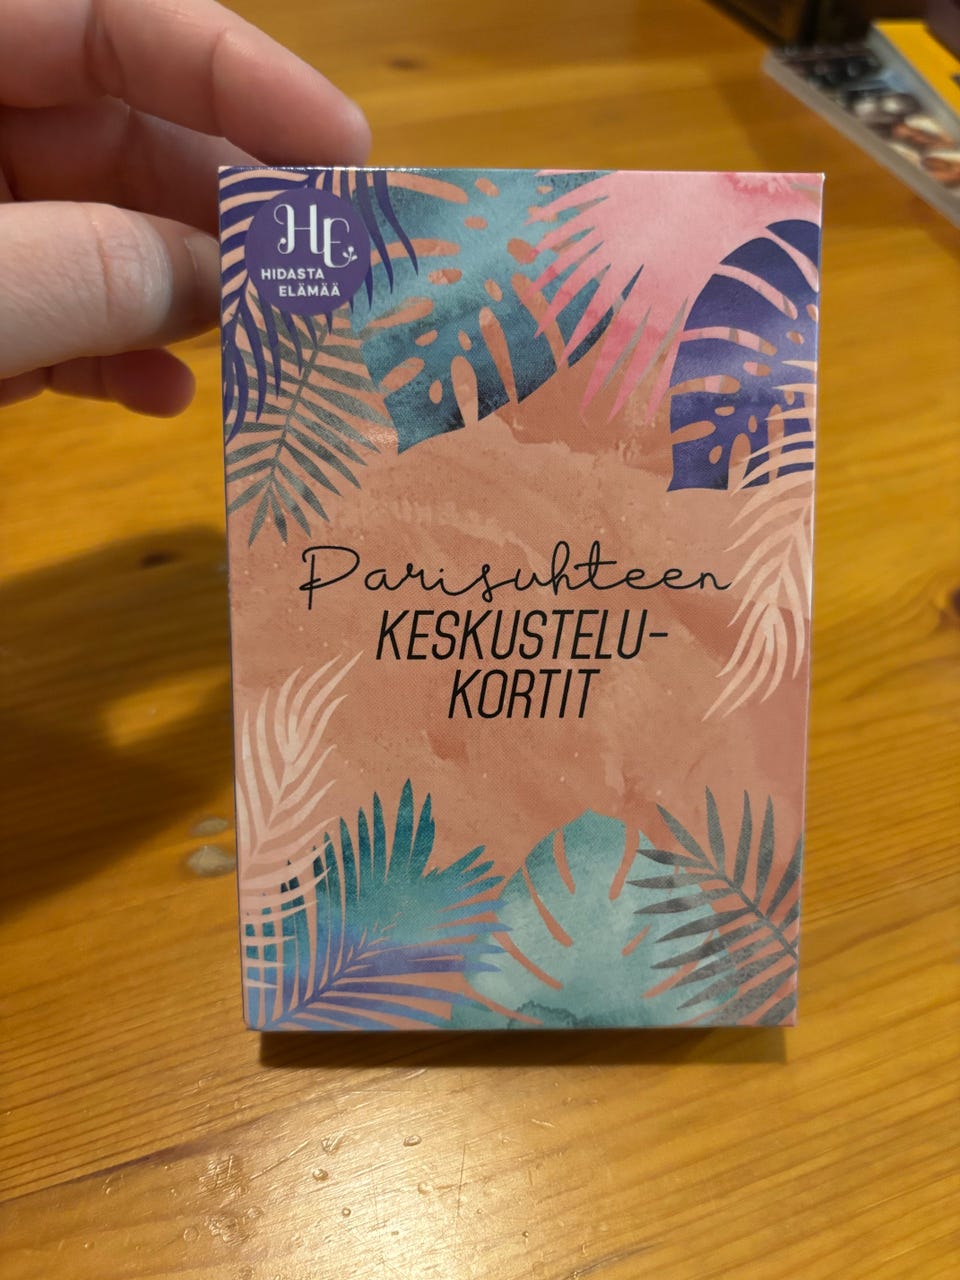 HE
HIDASTA
ELÄMÄÄ
Parisuhteen
KESKUSTELU-
KORTIT